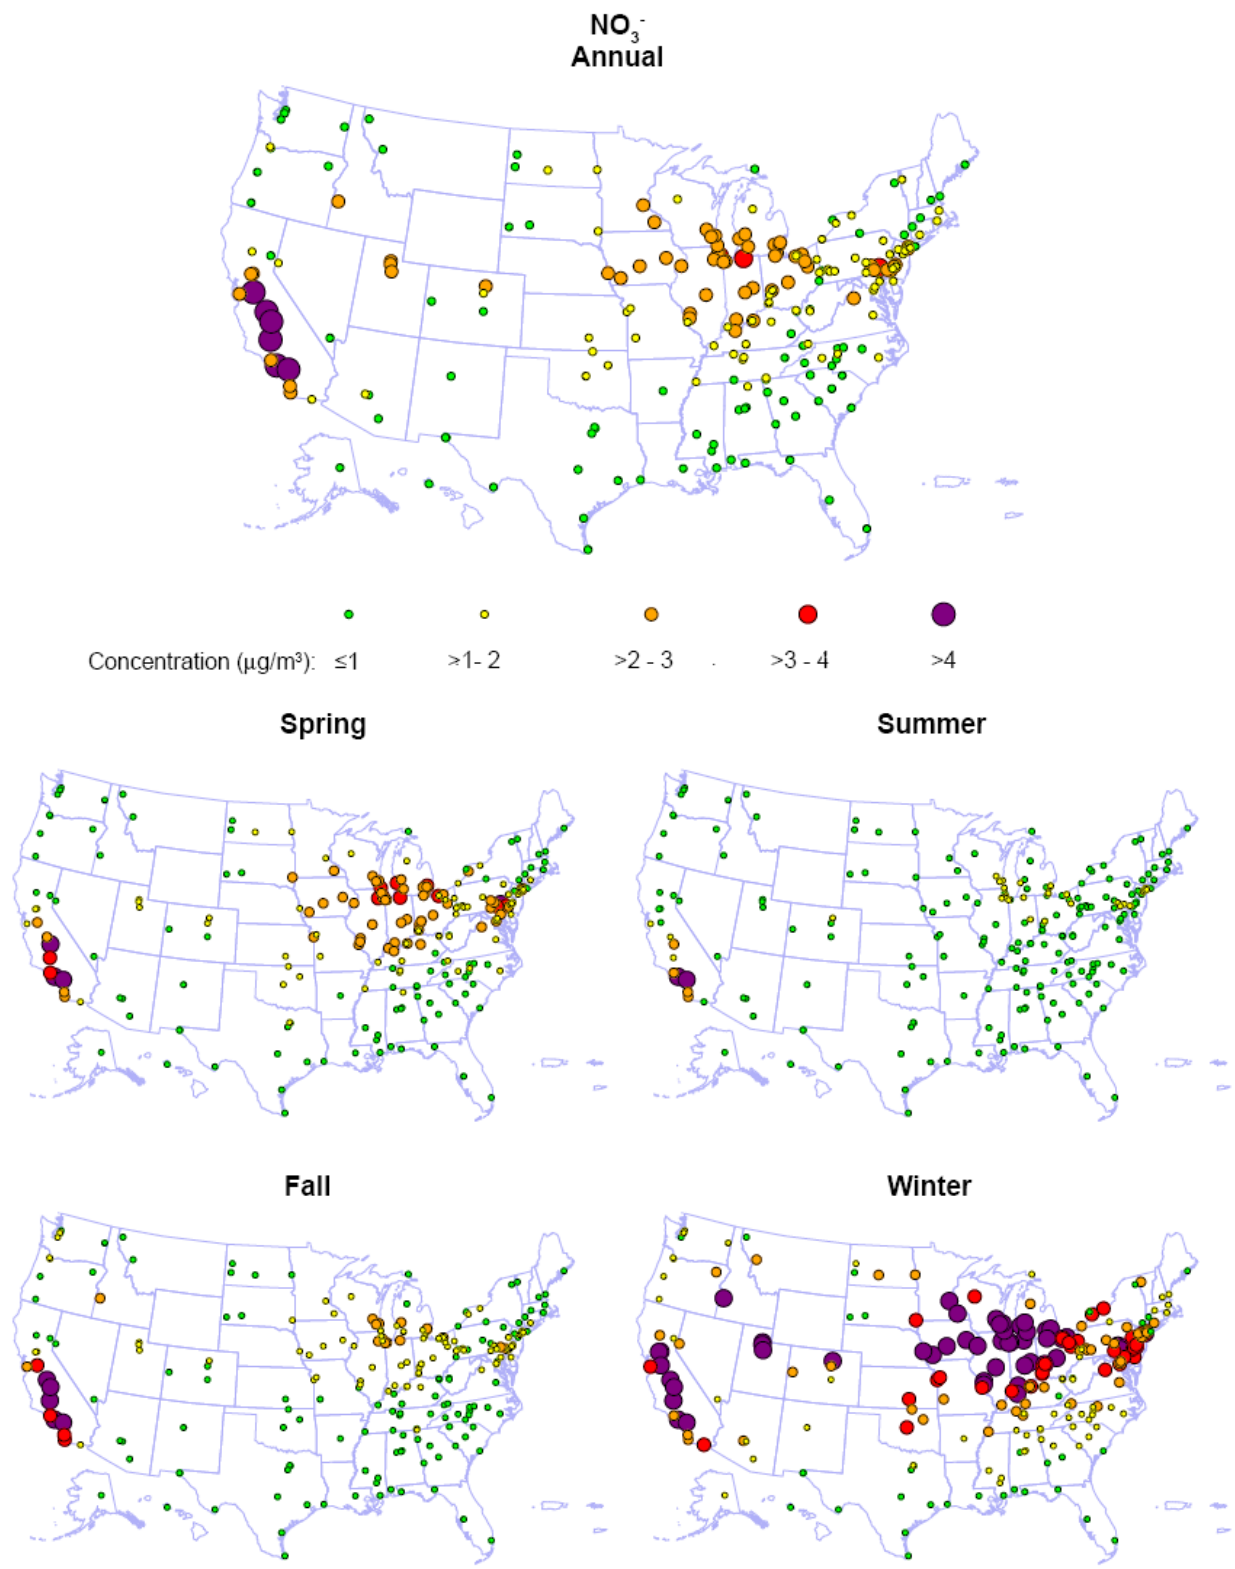 NO₃⁻
Annual
Concentration (µg/m³): ≤1 >1- 2 >2 - 3 . >3 - 4 >4
Spring Summer
Fall Winter